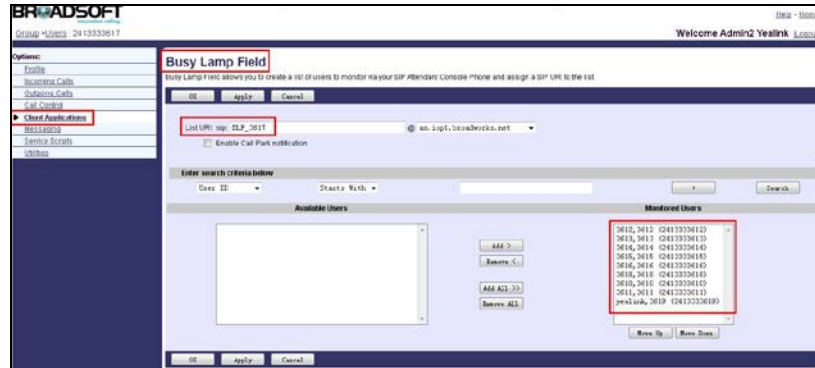 BROADSOFT
Help - Home
Group >Users : 2413333617
Welcome Admin2 Yealink
Options:
Profile
Incoming Calls
Outgoing Calls
Call Control
Client Applications
Messaging
Service Scripts
Utilities
Busy Lamp Field
Busy Lamp Field allows you to create a list of users to monitor via your SIP Attendant Console Phone and assign a SIP URI to the list.
OK Apply Cancel
List URI: sip: BLF_3617 @ as.iop1.broadworks.net
Enable Call Park notification
Enter search criteria below
User ID Starts With + Search
Available Users Monitored Users
3612,3612 (2413333612)
3613,3613 (2413333613)
3614,3614 (2413333614)
3615,3615 (2413333615)
3616,3616 (2413333616)
3618,3618 (2413333618)
3610,3610 (2413333610)
3611,3611 (2413333611)
yealink,3619 (2413333619)
Add >
Remove <
Add All >>
Remove All
Move Up Move Down
OK Apply Cancel